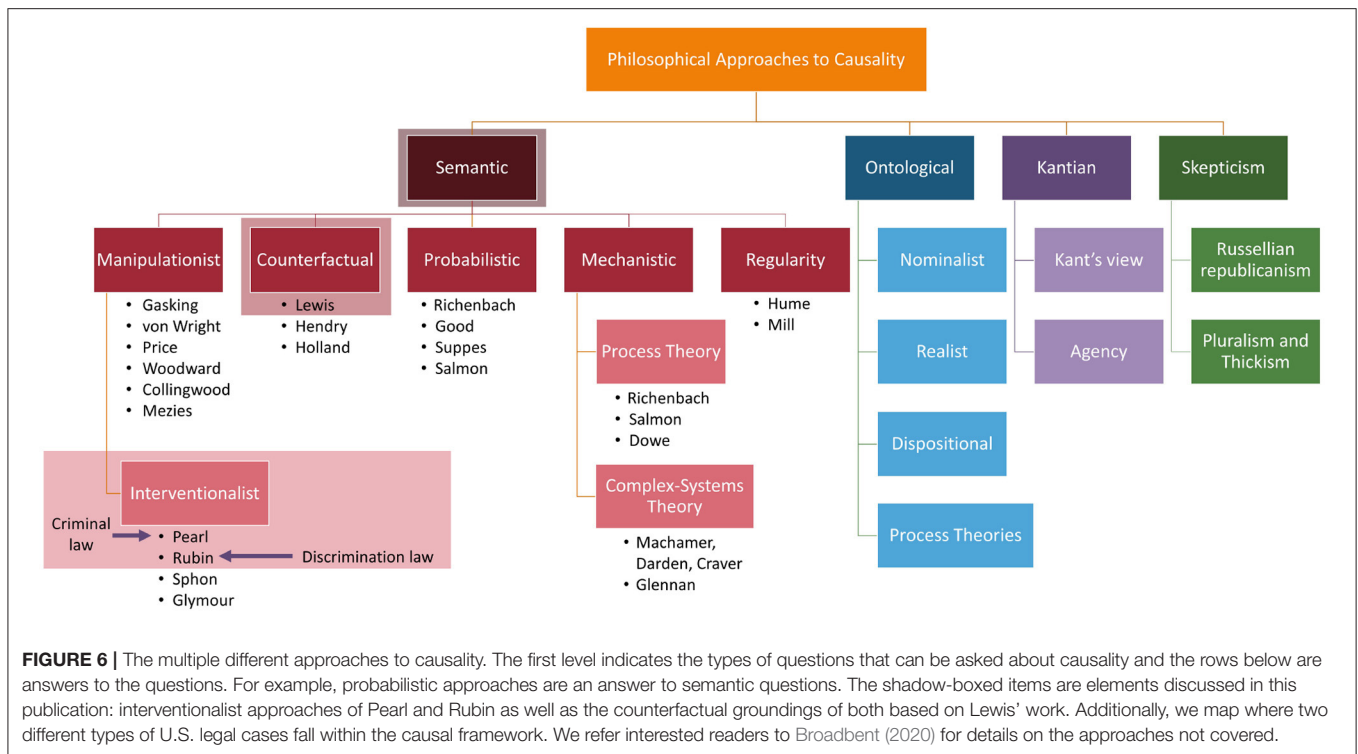 Philosophical Approaches to Causality
Semantic
Ontological
Kantian
Skepticism
Manipulationist
• Gasking
• von Wright
• Price
• Woodward
• Collingwood
• Mezies
Counterfactual
• Lewis
• Hendry
• Holland
Probabilistic
• Richenbach
• Good
• Suppes
• Salmon
Mechanistic
Regularity
• Hume
• Mill
Process Theory
• Richenbach
• Salmon
• Dowe
Complex-Systems
Theory
• Machamer,
Darden, Craver
• Glennan
Interventionalist
Criminal
law
• Pearl
• Rubin
Discrimination law
• Sphon
• Glymour
Nominalist
Realist
Dispositional
Process Theories
Kant's view
Agency
Russellian
republicanism
Pluralism and
Thickism
FIGURE 6 | The multiple different approaches to causality. The first level indicates the types of questions that can be asked about causality and the rows below are
answers to the questions. For example, probabilistic approaches are an answer to semantic questions. The shadow-boxed items are elements discussed in this
publication: interventionalist approaches of Pearl and Rubin as well as the counterfactual groundings of both based on Lewis' work. Additionally, we map where two
different types of U.S. legal cases fall within the causal framework. We refer interested readers to Broadbent (2020) for details on the approaches not covered.